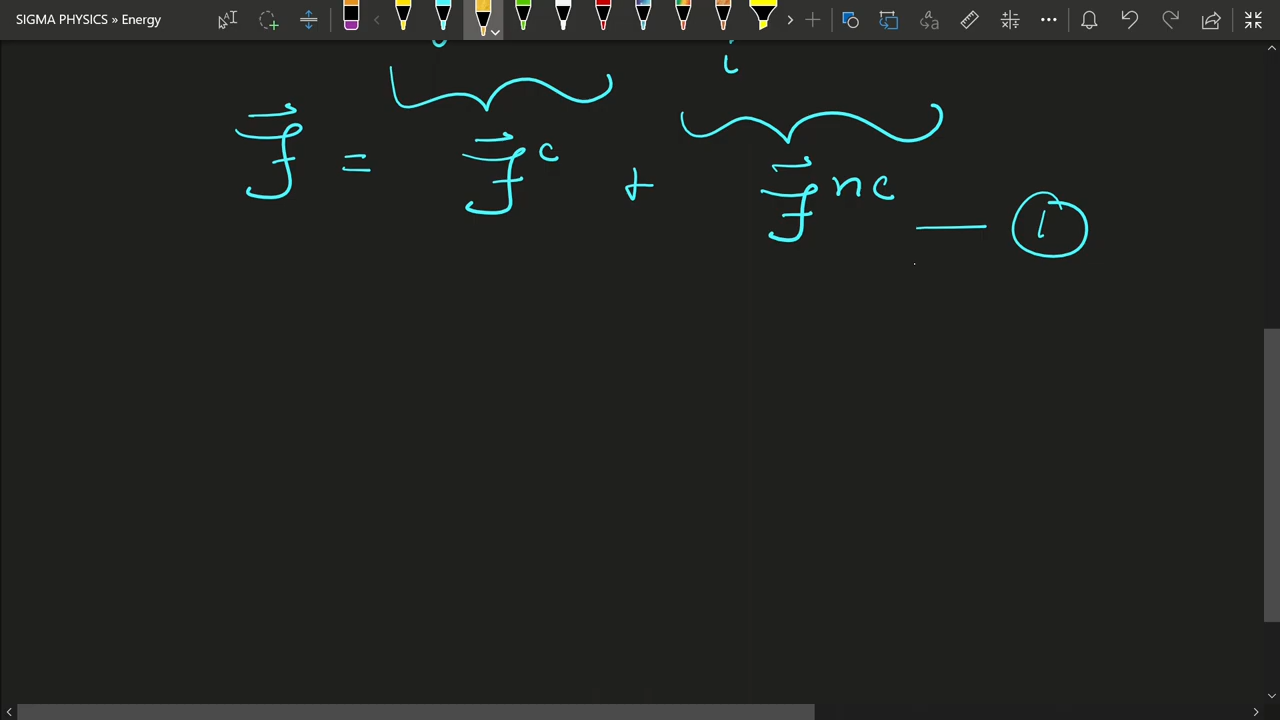 SIGMA PHYSICS » Energy
i
f⃗ = f⃗ᶜ + f⃗ⁿᶜ — ①